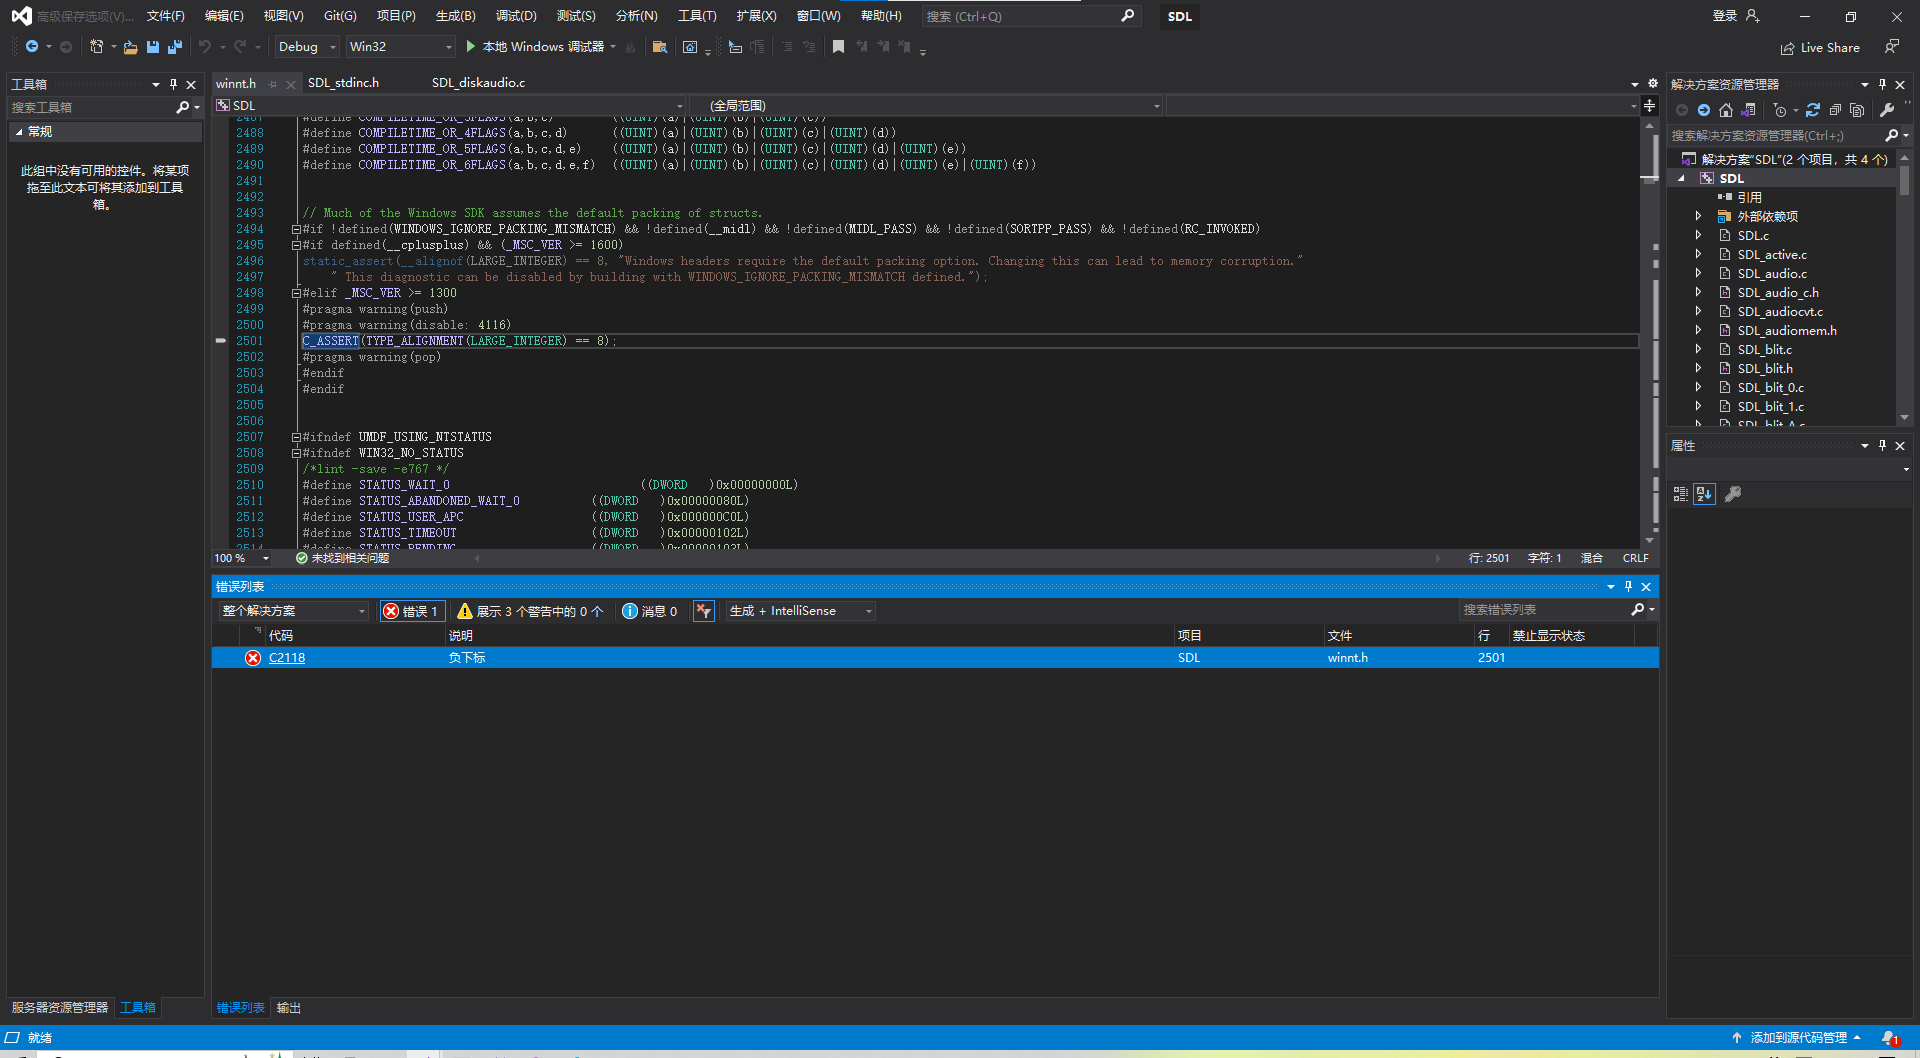 高级保存选项(V)... 文件(F) 编辑(E) 视图(V) Git(G) 项目(P) 生成(B) 调试(D) 测试(S) 分析(N) 工具(T) 扩展(X) 窗口(W) 帮助(H) 搜索 (Ctrl+Q) SDL 登录
Debug Win32 本地 Windows 调试器 Live Share
工具箱
搜索工具箱
常规
此组中没有可用的控件。将某项
拖至此文本可将其添加到工具
箱。
服务器资源管理器 工具箱
winnt.h SDL_stdinc.h SDL_diskaudio.c
SDL (全局范围)
2487 #define COMPILETIME_OR_3FLAGS(a,b,c) ((UINT)(a)|(UINT)(b)|(UINT)(c))
2488 #define COMPILETIME_OR_4FLAGS(a,b,c,d) ((UINT)(a)|(UINT)(b)|(UINT)(c)|(UINT)(d))
2489 #define COMPILETIME_OR_5FLAGS(a,b,c,d,e) ((UINT)(a)|(UINT)(b)|(UINT)(c)|(UINT)(d)|(UINT)(e))
2490 #define COMPILETIME_OR_6FLAGS(a,b,c,d,e,f) ((UINT)(a)|(UINT)(b)|(UINT)(c)|(UINT)(d)|(UINT)(e)|(UINT)(f))
2491
2492
2493 // Much of the Windows SDK assumes the default packing of structs.
2494 #if !defined(WINDOWS_IGNORE_PACKING_MISMATCH) && !defined(__midl) && !defined(MIDL_PASS) && !defined(SORTPP_PASS) && !defined(RC_INVOKED)
2495 #if defined(__cplusplus) && (_MSC_VER >= 1600)
2496 static_assert(__alignof(LARGE_INTEGER) == 8, "Windows headers require the default packing option. Changing this can lead to memory corruption."
2497 " This diagnostic can be disabled by building with WINDOWS_IGNORE_PACKING_MISMATCH defined.");
2498 #elif _MSC_VER >= 1300
2499 #pragma warning(push)
2500 #pragma warning(disable: 4116)
2501 C_ASSERT(TYPE_ALIGNMENT(LARGE_INTEGER) == 8);
2502 #pragma warning(pop)
2503 #endif
2504 #endif
2505
2506
2507 #ifndef UMDF_USING_NTSTATUS
2508 #ifndef WIN32_NO_STATUS
2509 /*lint -save -e767 */
2510 #define STATUS_WAIT_0 ((DWORD )0x00000000L)
2511 #define STATUS_ABANDONED_WAIT_0 ((DWORD )0x00000080L)
2512 #define STATUS_USER_APC ((DWORD )0x000000C0L)
2513 #define STATUS_TIMEOUT ((DWORD )0x00000102L)
2514 #define STATUS_PENDING ((DWORD )0x00000103L)
100 % 未找到相关问题 行: 2501 字符: 1 混合 CRLF
错误列表
整个解决方案 错误 1 展示 3 个警告中的 0 个 消息 0 生成 + IntelliSense 搜索错误列表
代码 说明 项目 文件 行 禁止显示状态
C2118 负下标 SDL winnt.h 2501
错误列表 输出
解决方案资源管理器
搜索解决方案资源管理器(Ctrl+;)
解决方案"SDL"(2 个项目，共 4 个)
SDL
引用
外部依赖项
SDL.c
SDL_active.c
SDL_audio.c
SDL_audio_c.h
SDL_audiocvt.c
SDL_audiomem.h
SDL_blit.c
SDL_blit.h
SDL_blit_0.c
SDL_blit_1.c
SDL_blit_A.c
属性
就绪 添加到源代码管理 1